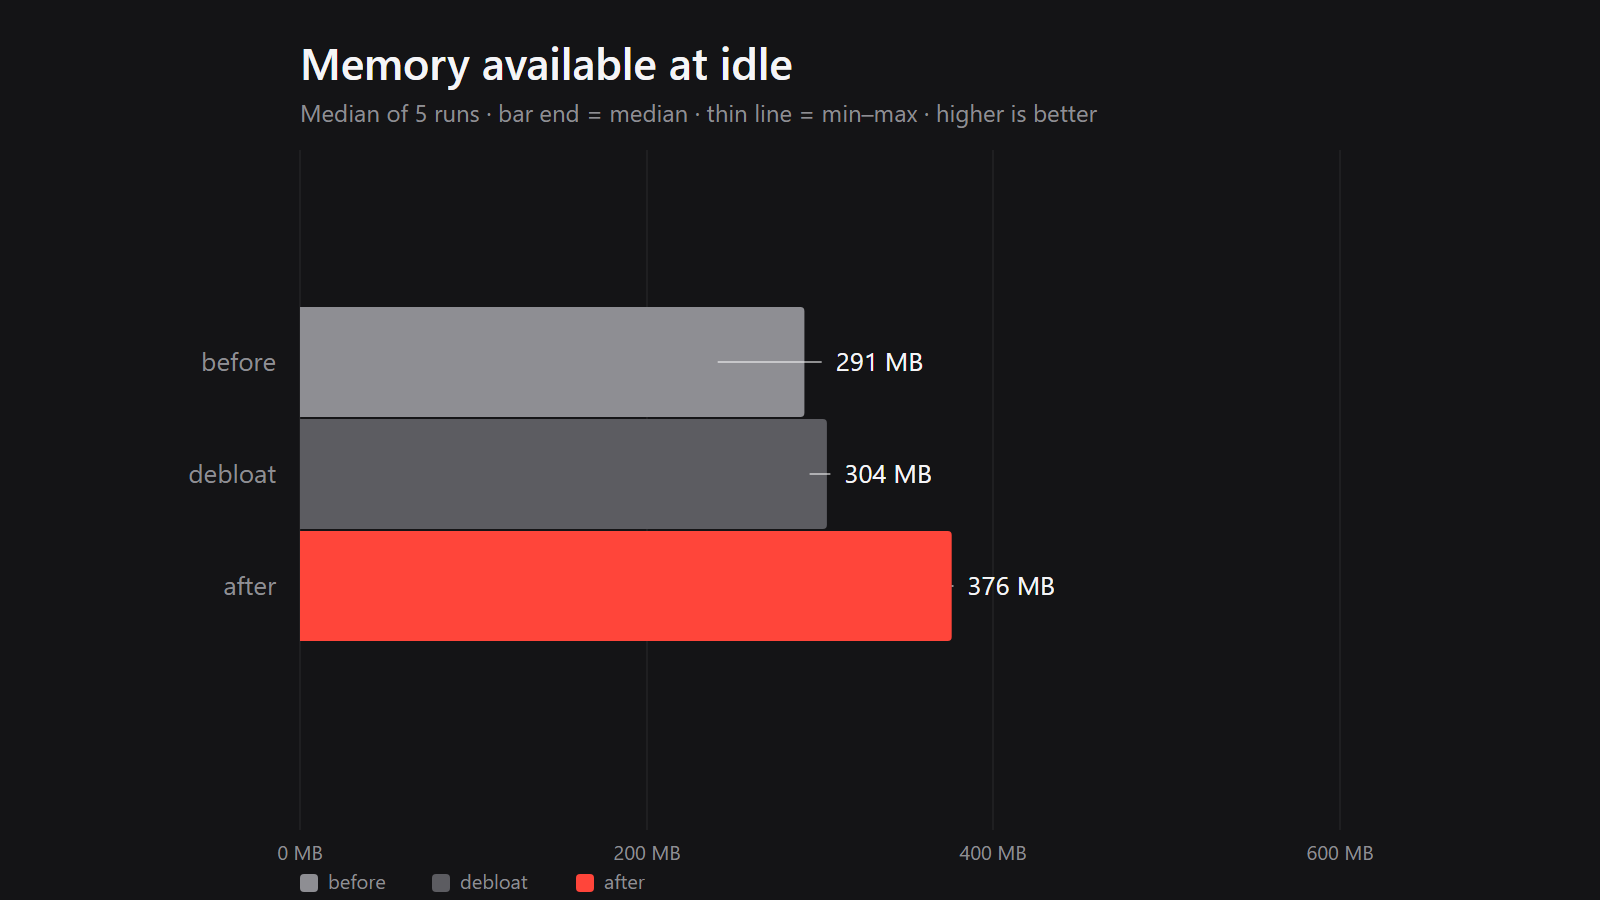 Memory available at idle
Median of 5 runs · bar end = median · thin line = min–max · higher is better
before
291 MB
debloat
304 MB
after
376 MB
0 MB
200 MB
400 MB
600 MB
before
debloat
after